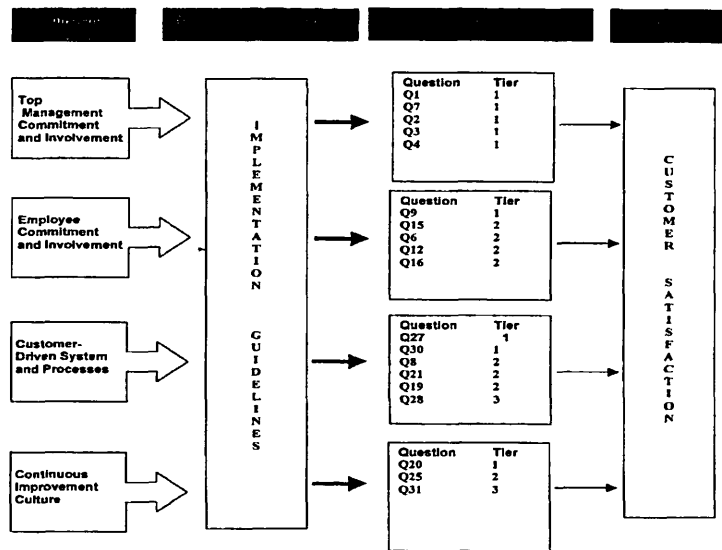 Top
Management
Commitment
and Involvement
Employee
Commitment
and Involvement
Customer-
Driven System
and Processes
Continuous
Improvement
Culture
IMPLEMENTATION GUIDELINES
Question Tier
Q1 1
Q7 1
Q2 1
Q3 1
Q4 1
Question Tier
Q9 1
Q15 2
Q6 2
Q12 2
Q16 2
Question Tier
Q27 1
Q30 1
Q8 2
Q21 2
Q19 2
Q28 3
Question Tier
Q20 1
Q25 2
Q31 3
CUSTOMER SATISFACTION